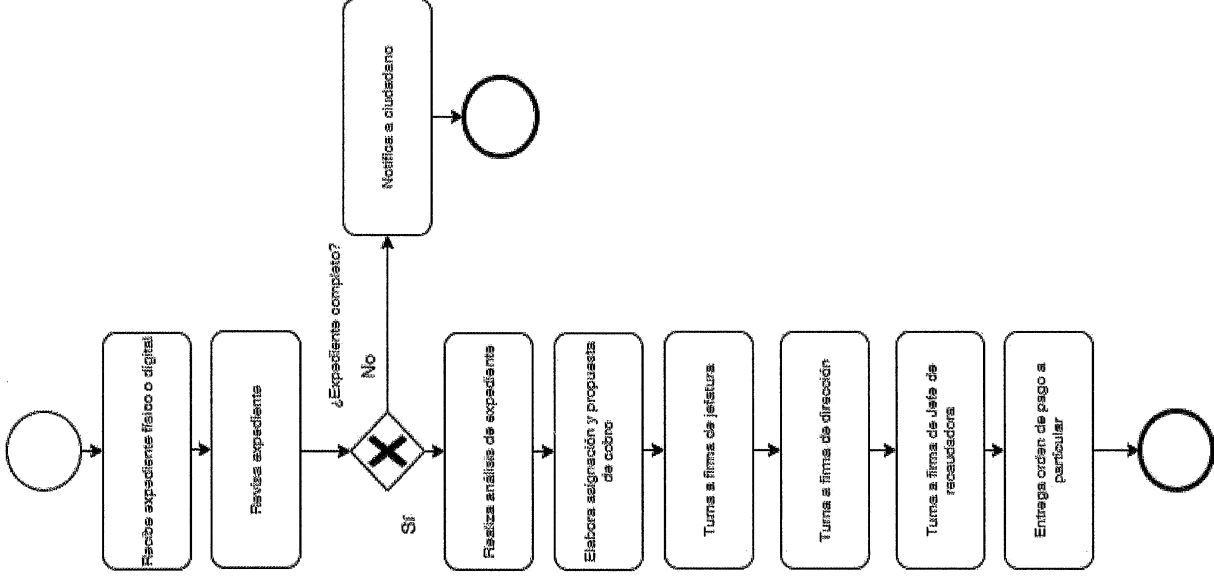 Recibe expediente físico o digital
Reviza expediente
¿Expediente completo?
No
Notifica a ciudadano
Sí
Realiza análisis de expediente
Elabora asignación y propuesta
de cobro
Turna a firma de jefatura
Turna a firma de dirección
Turna a firma de Jefe de
recaudadora
Entrega orden de pago a
particular